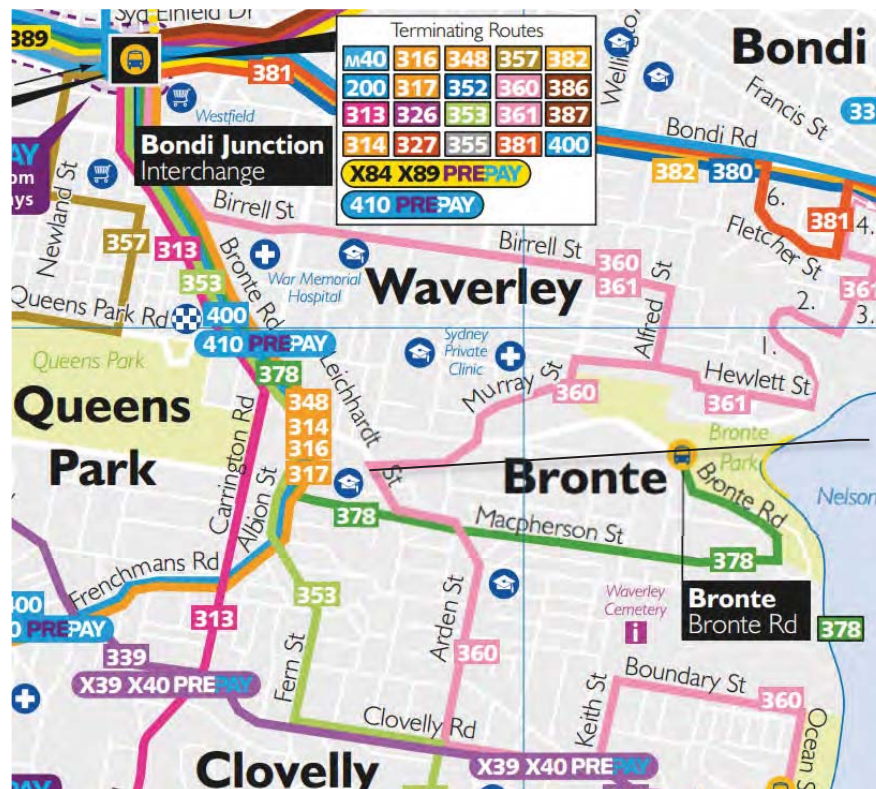 Syd Einfeld Dr
389
381
Westfield
Bondi Junction
Interchange
Terminating Routes
M40 316 348 357 382
200 317 352 360 386
313 326 353 361 387
314 327 355 381 400
X84 X89 PREPAY
410 PREPAY
Bondi
Francis St
Bondi Rd
382 380
6.
381
4.
Fletcher St
361
2.
3.
1.
Newland St
357
313
353
Birrell St
Birrell St
360
361
Bronte Rd
War Memorial
Hospital
Waverley
Alfred St
Queens Park Rd
400
410 PREPAY
378
Queens Park
Sydney
Private
Clinic
Leichhardt
St
Murray St
360
Hewlett St
361
Queens
Park
348
314
316
317
Carrington Rd
Albion St
Bronte
Bronte
Park
Bronte Rd
Nelson
378
Macpherson St
378
Frenchmans Rd
400
PREPAY
353
313
339
X39 X40 PREPAY
Fern St
Arden St
360
Waverley
Cemetery
i
Bronte
Bronte Rd
378
Boundary St
360
Keith St
Clovelly Rd
Clovelly
X39 X40 PREPAY
Ocean S